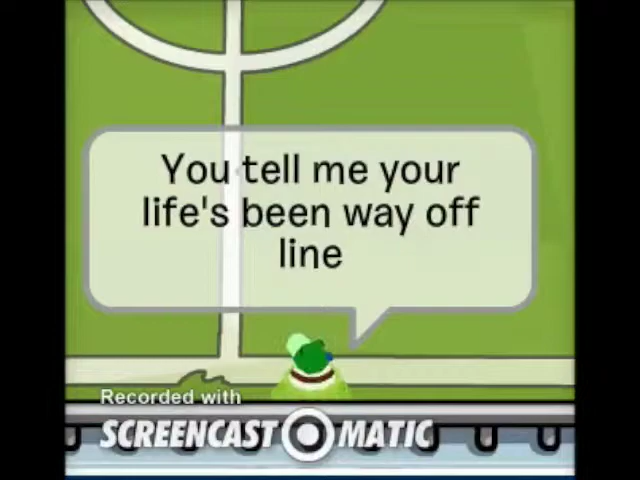 You tell me your
life's been way off
line
Recorded with
SCREENCAST O MATIC